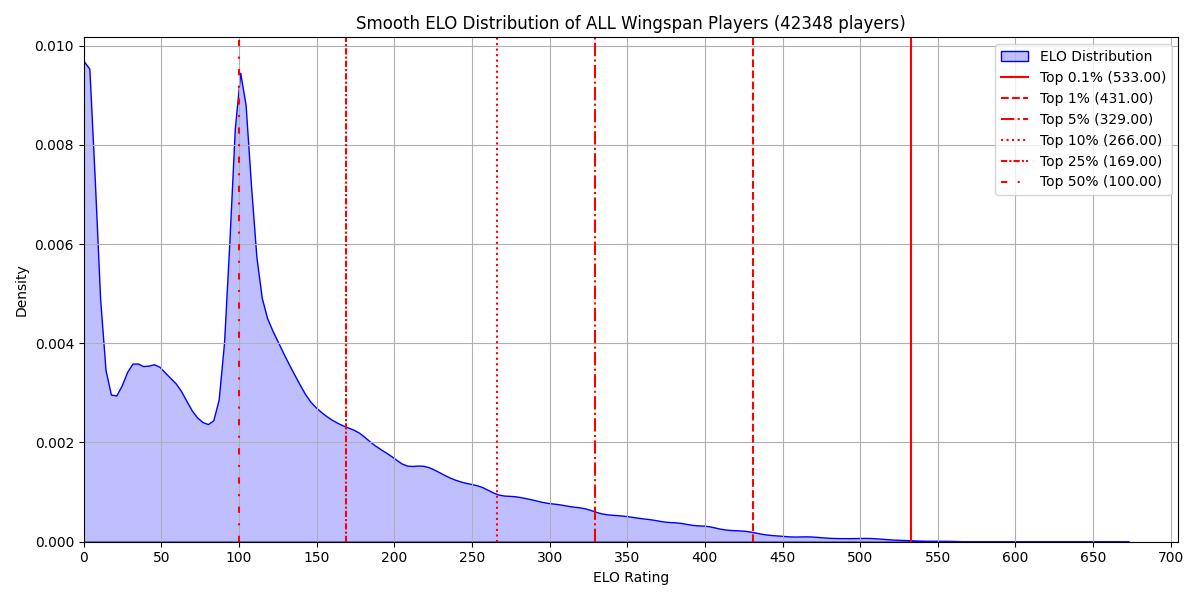 Smooth ELO Distribution of ALL Wingspan Players (42348 players)
ELO Distribution
Top 0.1% (533.00)
Top 1% (431.00)
Top 5% (329.00)
Top 10% (266.00)
Top 25% (169.00)
Top 50% (100.00)
Density
0.010
0.008
0.006
0.004
0.002
0.000
0 50 100 150 200 250 300 350 400 450 500 550 600 650 700
ELO Rating